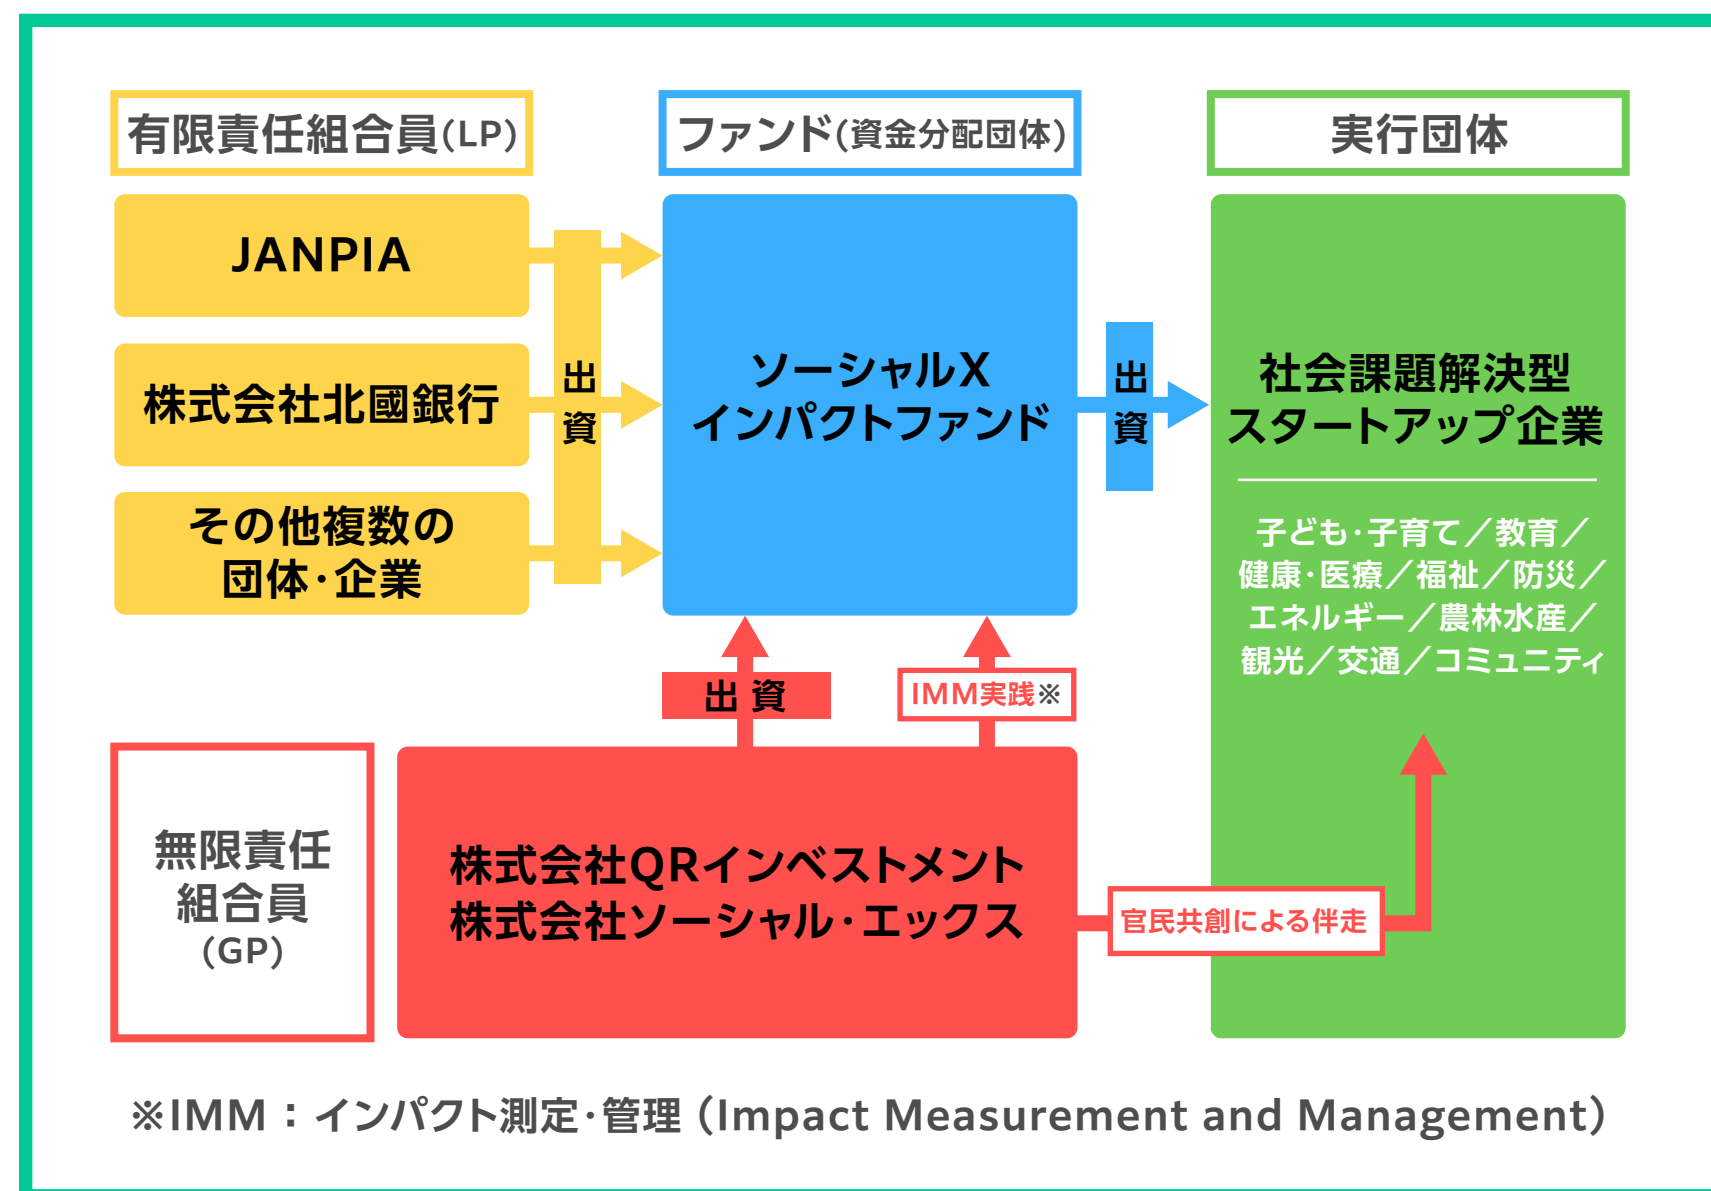 有限責任組合員(LP)
JANPIA
株式会社北國銀行
その他複数の
団体・企業
出資
ファンド(資金分配団体)
ソーシャルX
インパクトファンド
出資
実行団体
社会課題解決型
スタートアップ企業
子ども・子育て／教育／
健康・医療／福祉／防災／
エネルギー／農林水産／
観光／交通／コミュニティ
出資
IMM実践※
無限責任
組合員
(GP)
株式会社QRインベストメント
株式会社ソーシャル・エックス
官民共創による伴走
※IMM：インパクト測定・管理（Impact Measurement and Management）